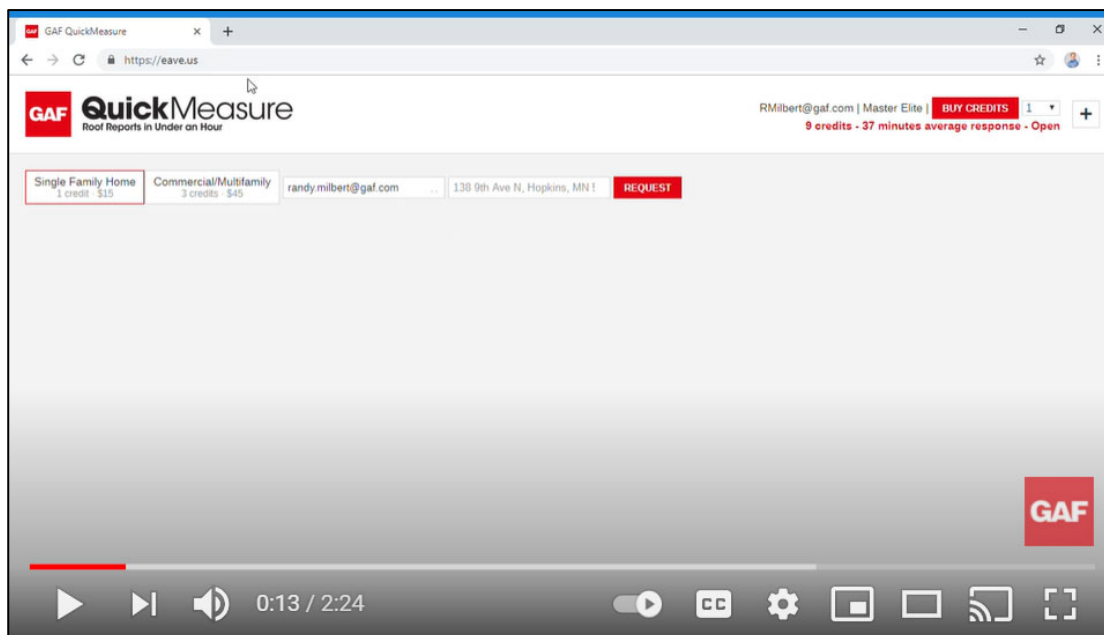 GAF GAF QuickMeasure
https://eave.us
GAF QuickMeasure
Roof Reports in Under an Hour
RMilbert@gaf.com | Master Elite | BUY CREDITS 1
9 credits - 37 minutes average response - Open
Single Family Home
1 credit · $15
Commercial/Multifamily
3 credits · $45
randy.milbert@gaf.com
138 9th Ave N, Hopkins, MN
REQUEST
GAF
0:13 / 2:24
CC